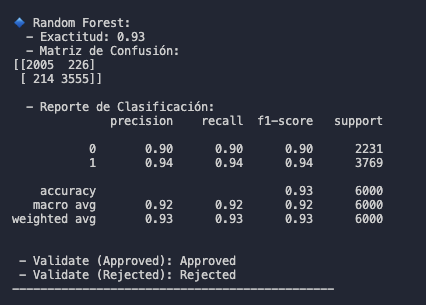 🔹 Random Forest:
- Exactitud: 0.93
- Matriz de Confusión:
[[2005 226]
[ 214 3555]]
- Reporte de Clasificación:
precision recall f1-score support
0 0.90 0.90 0.90 2231
1 0.94 0.94 0.94 3769
accuracy 0.93 6000
macro avg 0.92 0.92 0.92 6000
weighted avg 0.93 0.93 0.93 6000
- Validate (Approved): Approved
- Validate (Rejected): Rejected
------------------------------------------------